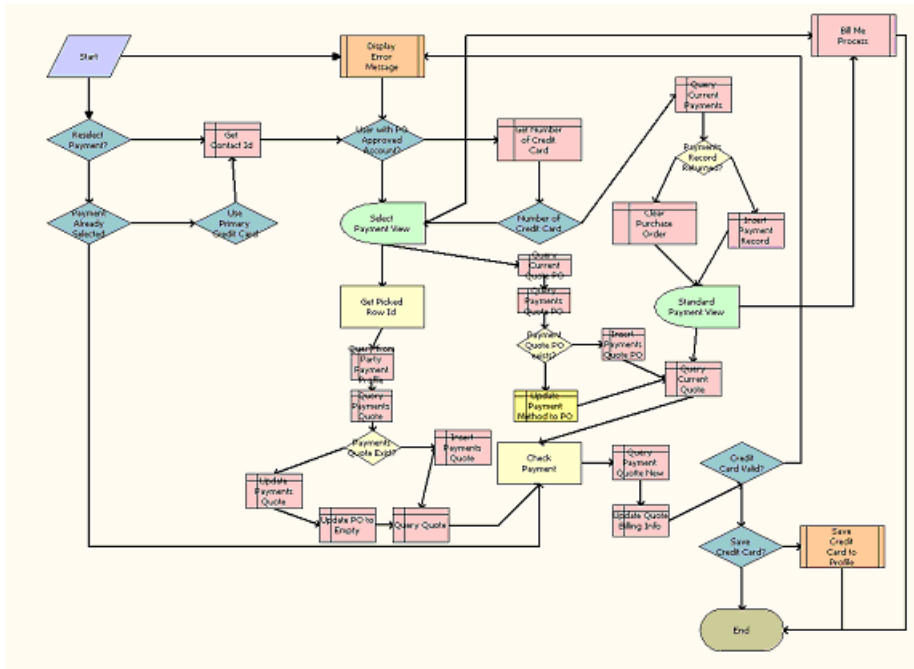 Bill Me
Process
Start
Display
Error
Message
Query
Current
Payments
Reselect
Payment?
Get
Contact Id
User with PO
Approved
Account?
Get Number
of Credit
Card
Payments
Record
Returned?
Payment
Already
Selected
Use
Primary
Credit Card?
Select
Payment View
Number of
Credit Card
Clear
Purchase
Order
Insert
Payment
Record
Query
Current
Quote PO
Get Picked
Row Id
Query
Payments
Quote PO
Standard
Payment View
Payment
Quote PO
exists?
Insert
Payments
Quote PO
Query from
Party
Payment
Profile
Query
Current
Quote
Query
Payments
Quote
Update
Payment
Method to PO
Payments
Quote Exist?
Insert
Payments
Quote
Check
Payment
Query
Payment
Quote New
Credit
Card Valid?
Update
Payments
Quote
Update PO to
Empty
Query Quote
Update Quote
Billing Info
Save
Credit Card?
Save
Credit
Card to
Profile
End